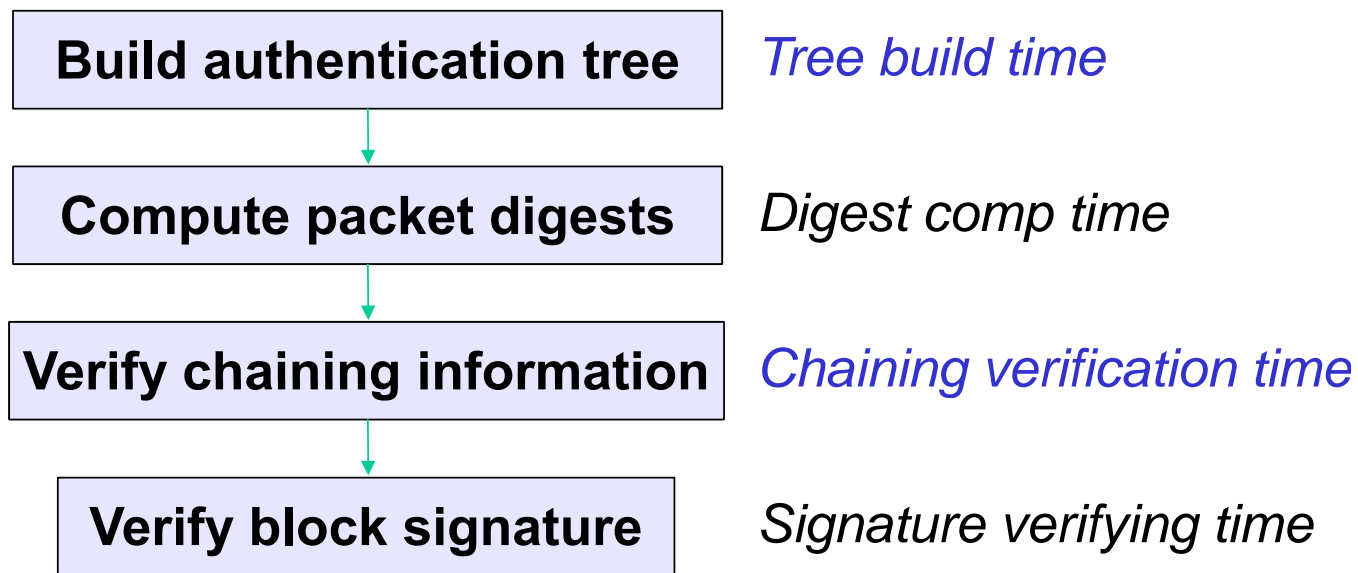 Build authentication tree
Tree build time
Compute packet digests
Digest comp time
Verify chaining information
Chaining verification time
Verify block signature
Signature verifying time